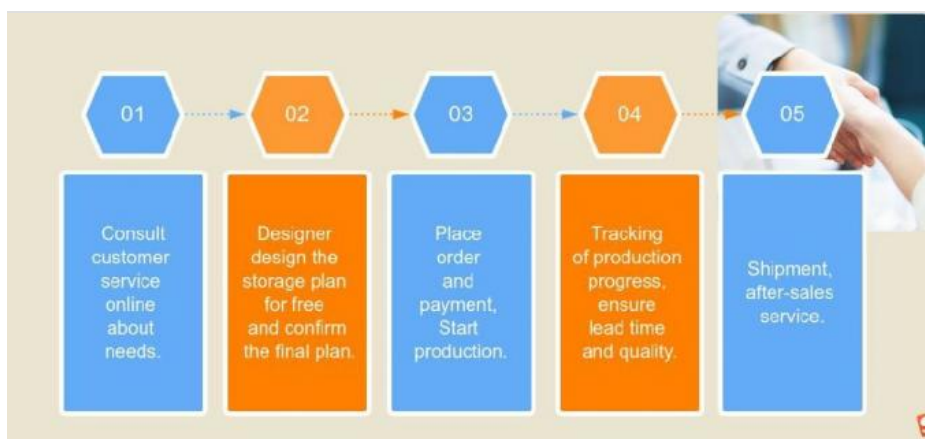 01
Consult
customer
service
online
about
needs.
02
Designer
design the
storage plan
for free
and confirm
the final plan.
03
Place
order
and
payment,
Start
production.
04
Tracking
of production
progress,
ensure
lead time
and quality.
05
Shipment,
after-sales
service.